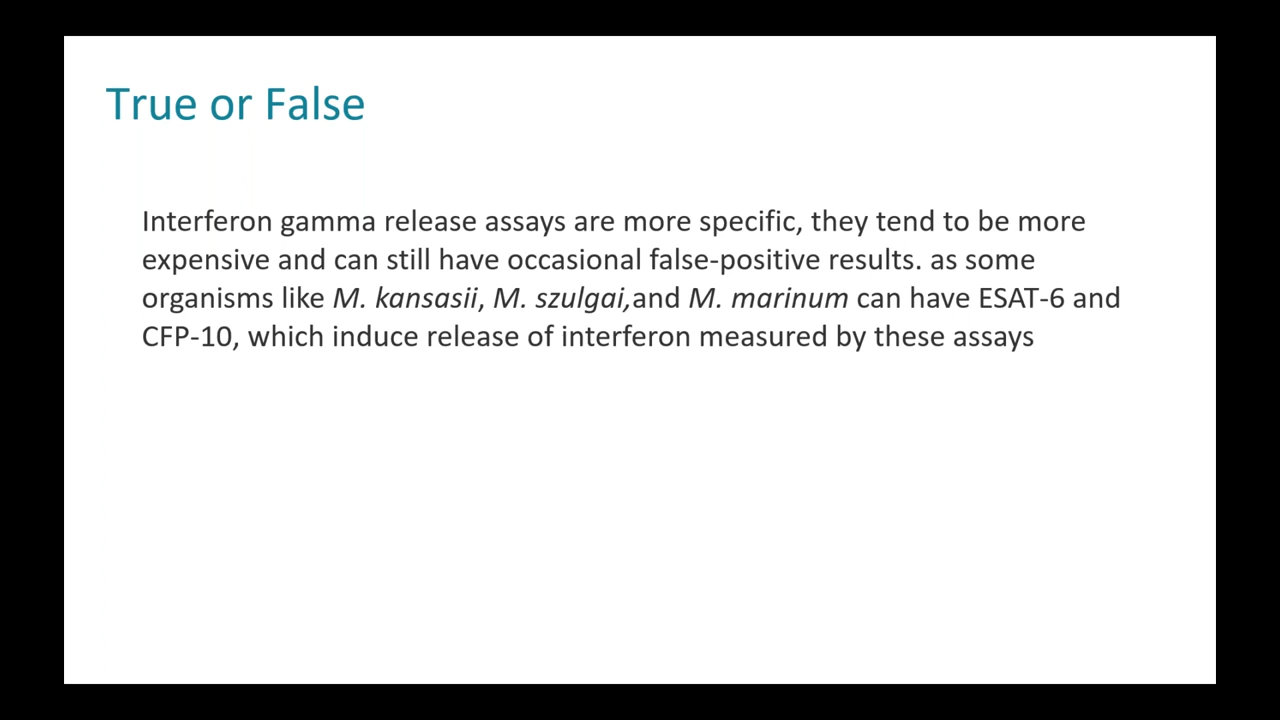 True or False
Interferon gamma release assays are more specific, they tend to be more
expensive and can still have occasional false-positive results. as some
organisms like M. kansasii, M. szulgai,and M. marinum can have ESAT-6 and
CFP-10, which induce release of interferon measured by these assays